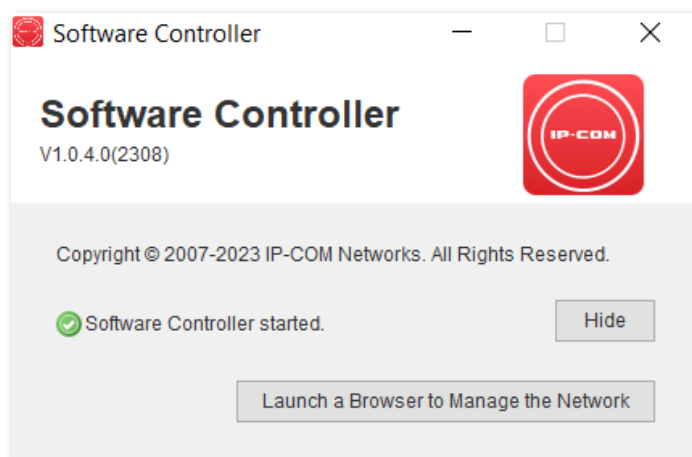 Software Controller
Software Controller
V1.0.4.0(2308)
IP-COM
Copyright © 2007-2023 IP-COM Networks. All Rights Reserved.
Software Controller started.
Hide
Launch a Browser to Manage the Network